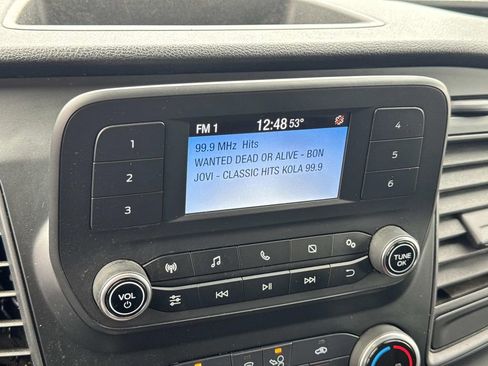 FM 1 12:48 53°
99.9 MHz Hits
WANTED DEAD OR ALIVE - BON
JOVI - CLASSIC HITS KOLA 99.9
1
2
3
4
5
6
VOL
TUNE
OK